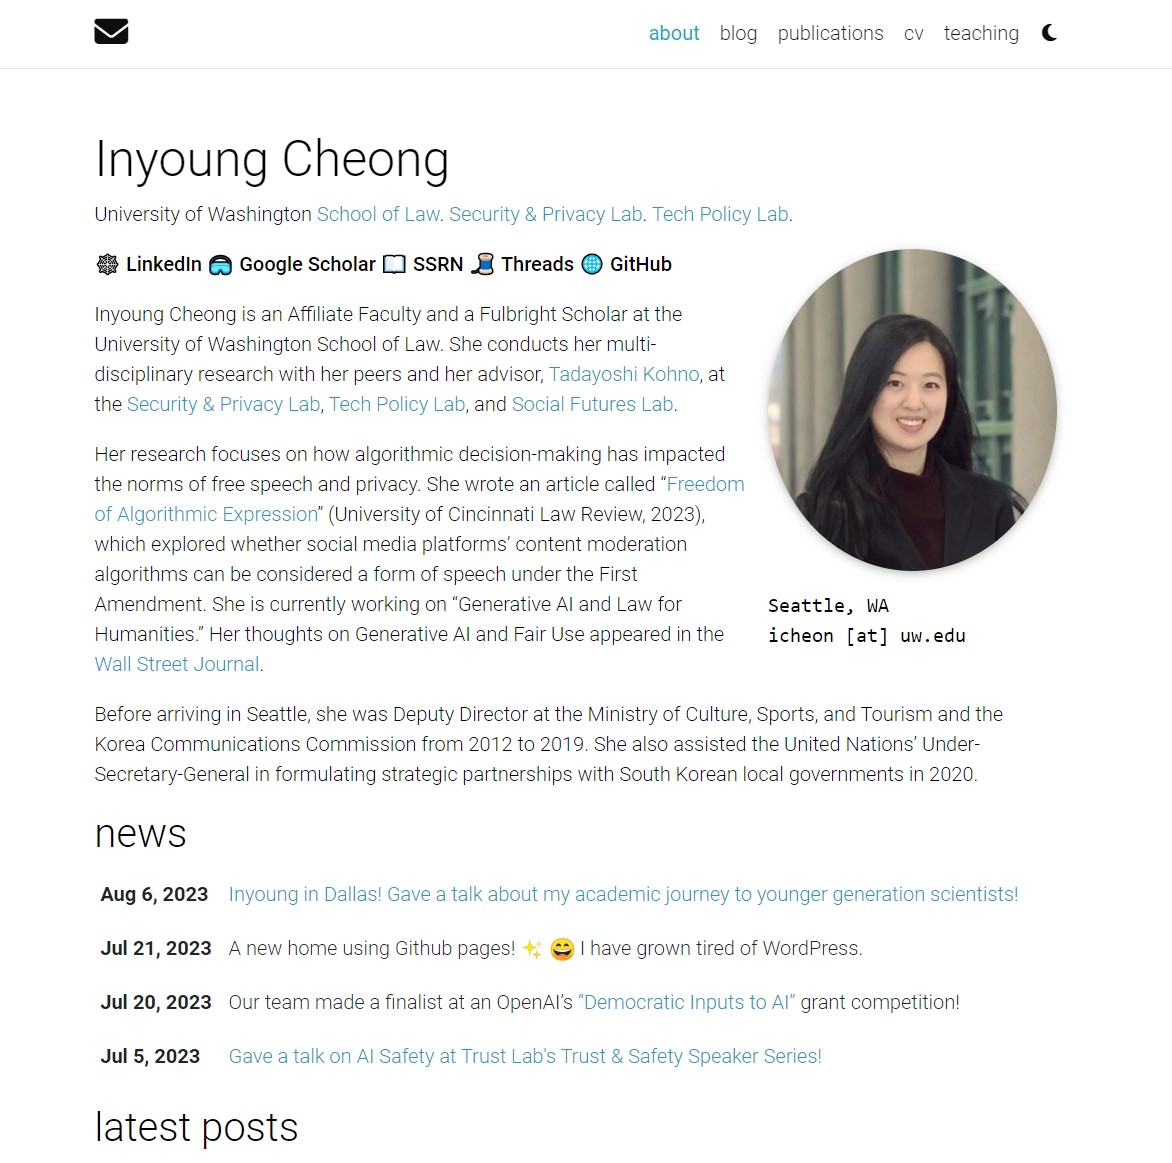 about blog publications cv teaching
Inyoung Cheong
University of Washington School of Law. Security & Privacy Lab. Tech Policy Lab.
LinkedIn Google Scholar SSRN Threads GitHub
Inyoung Cheong is an Affiliate Faculty and a Fulbright Scholar at the
University of Washington School of Law. She conducts her multi-
disciplinary research with her peers and her advisor, Tadayoshi Kohno, at
the Security & Privacy Lab, Tech Policy Lab, and Social Futures Lab.
Her research focuses on how algorithmic decision-making has impacted
the norms of free speech and privacy. She wrote an article called “Freedom
of Algorithmic Expression” (University of Cincinnati Law Review, 2023),
which explored whether social media platforms’ content moderation
algorithms can be considered a form of speech under the First
Amendment. She is currently working on “Generative AI and Law for
Humanities.” Her thoughts on Generative AI and Fair Use appeared in the
Wall Street Journal.
Seattle, WA
icheon [at] uw.edu
Before arriving in Seattle, she was Deputy Director at the Ministry of Culture, Sports, and Tourism and the
Korea Communications Commission from 2012 to 2019. She also assisted the United Nations’ Under-
Secretary-General in formulating strategic partnerships with South Korean local governments in 2020.
news
Aug 6, 2023 Inyoung in Dallas! Gave a talk about my academic journey to younger generation scientists!
Jul 21, 2023 A new home using Github pages! ✨ 😄 I have grown tired of WordPress.
Jul 20, 2023 Our team made a finalist at an OpenAI’s “Democratic Inputs to AI” grant competition!
Jul 5, 2023 Gave a talk on AI Safety at Trust Lab's Trust & Safety Speaker Series!
latest posts